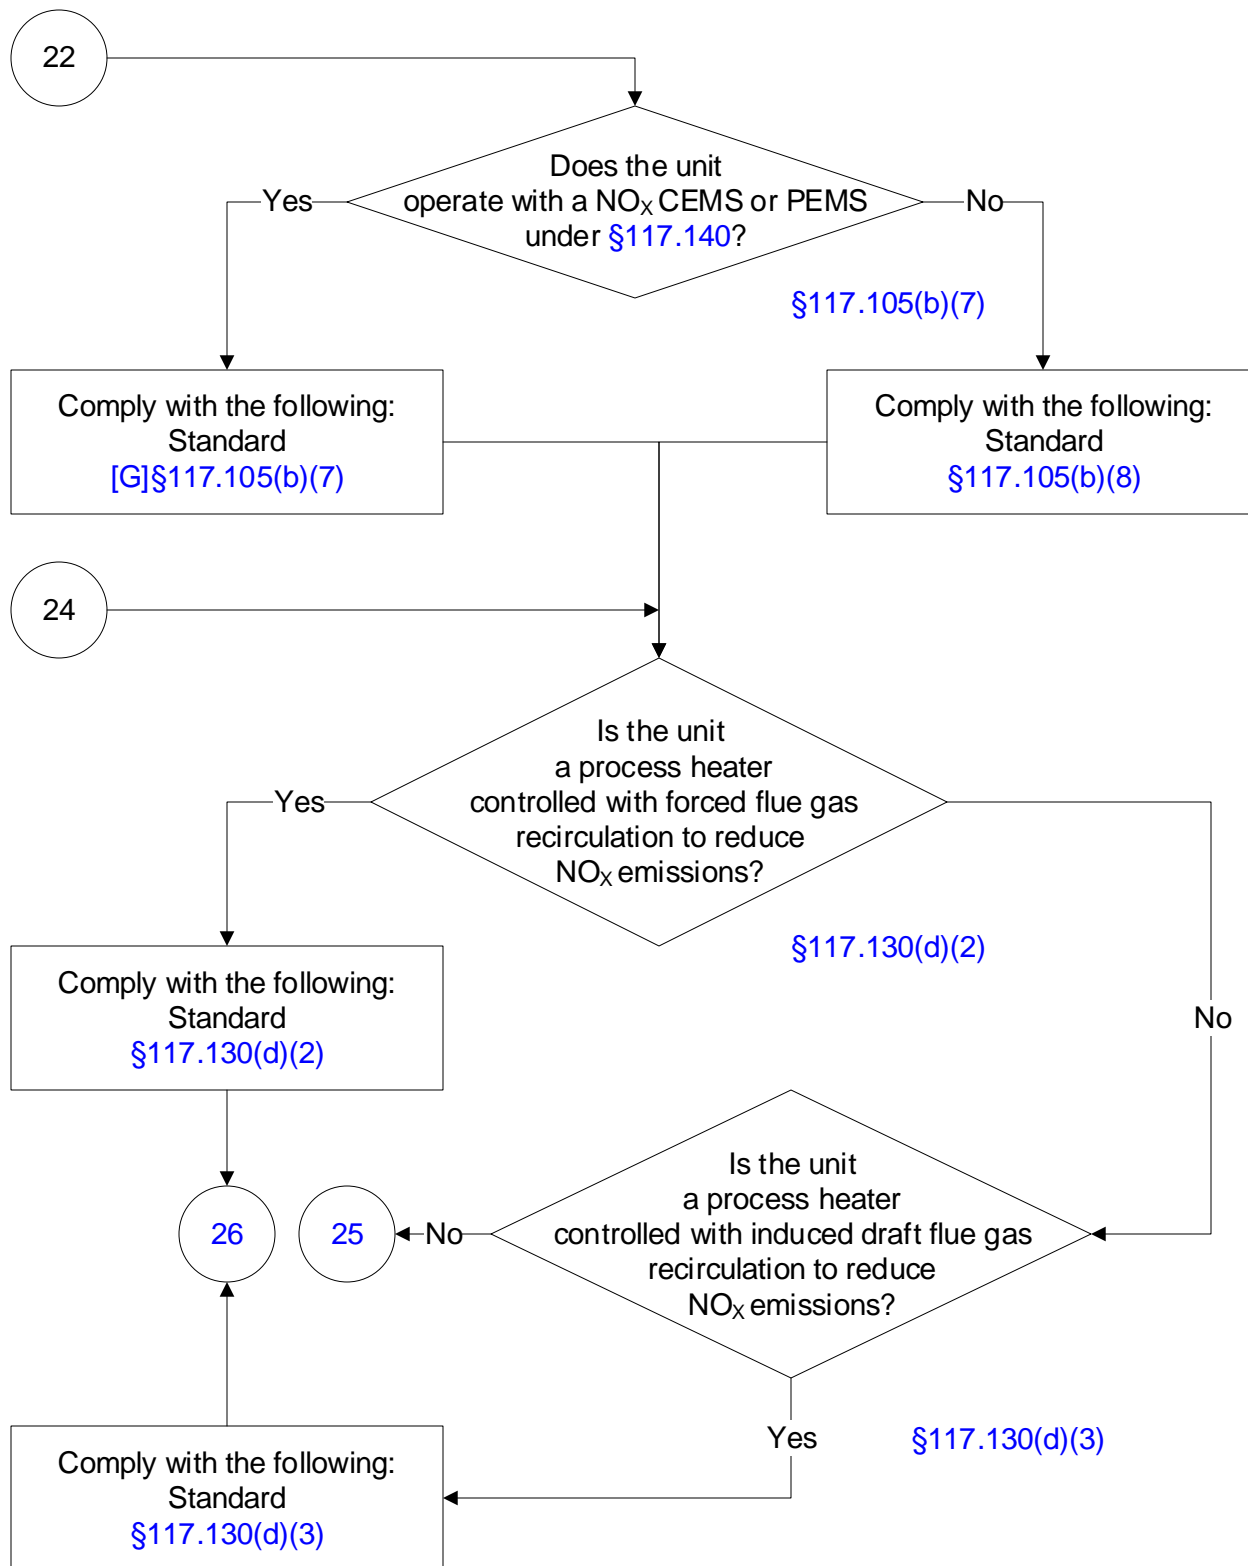 22
Does the unit
operate with a NOX CEMS or PEMS
under §117.140?
Yes
No
§117.105(b)(7)
Comply with the following:
Standard
[G]§117.105(b)(7)
Comply with the following:
Standard
§117.105(b)(8)
24
Is the unit
a process heater
controlled with forced flue gas
recirculation to reduce
NOX emissions?
Yes
§117.130(d)(2)
No
Comply with the following:
Standard
§117.130(d)(2)
Is the unit
a process heater
controlled with induced draft flue gas
recirculation to reduce
NOX emissions?
26
25
No
Yes
§117.130(d)(3)
Comply with the following:
Standard
§117.130(d)(3)